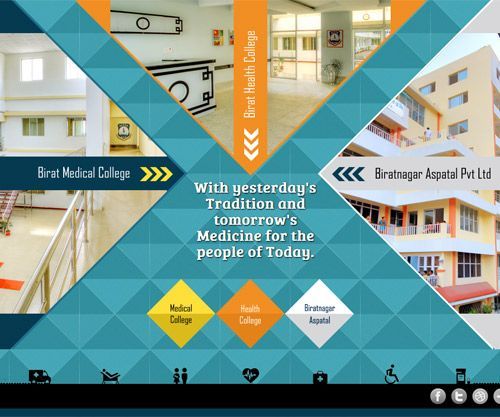 Birat Health College
Birat Medical College
Biratnagar Aspatal Pvt Ltd
With yesterday's
Tradition and
tomorrow's
Medicine for the
people of Today.
Medical
College
Health
College
Biratnagar
Aspatal